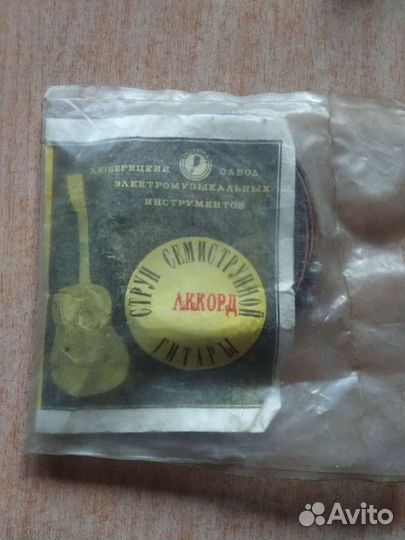 ЛЮБЕРЕЦКИЙ Р ЗАВОД
ЭЛЕКТРОМУЗЫКАЛЬНЫХ
ИНСТРУМЕНТОВ
СТРУН СЕМИСТРУННОЙ
АККОРД
ГИТАРЫ
Avito